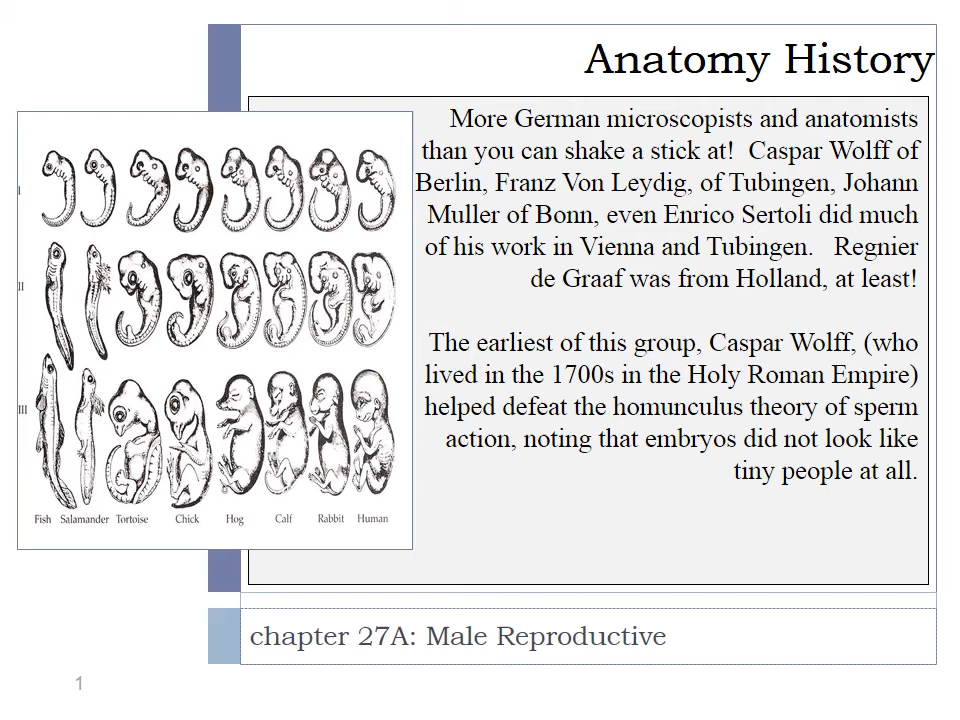 Anatomy History
More German microscopists and anatomists
than you can shake a stick at!  Caspar Wolff of
Berlin, Franz Von Leydig, of Tubingen, Johann
Muller of Bonn, even Enrico Sertoli did much
of his work in Vienna and Tubingen.   Regnier
de Graaf was from Holland, at least!
The earliest of this group, Caspar Wolff, (who
lived in the 1700s in the Holy Roman Empire)
helped defeat the homunculus theory of sperm
action, noting that embryos did not look like
tiny people at all.
I
II
III
Fish Salamander Tortoise Chick Hog Calf Rabbit Human
chapter 27A: Male Reproductive
1